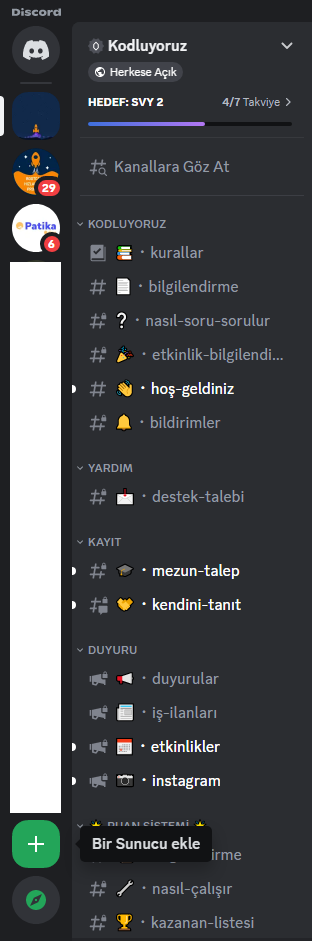 Discord
Kodluyoruz
Herkese Açık
HEDEF: SVY 2
4/7 Takviye
Kanallara Göz At
29
Patika
6
KODLUYORUZ
kurallar
bilgilendirme
nasıl-soru-sorulur
etkinlik-bilgilendi...
hoş-geldiniz
bildirimler
YARDIM
destek-talebi
KAYIT
mezun-talep
kendini-tanıt
DUYURU
duyurular
iş-ilanları
etkinlikler
instagram
PUAN SİSTEMİ
Bir Sunucu ekle
nasıl-çalışır
kazanan-listesi